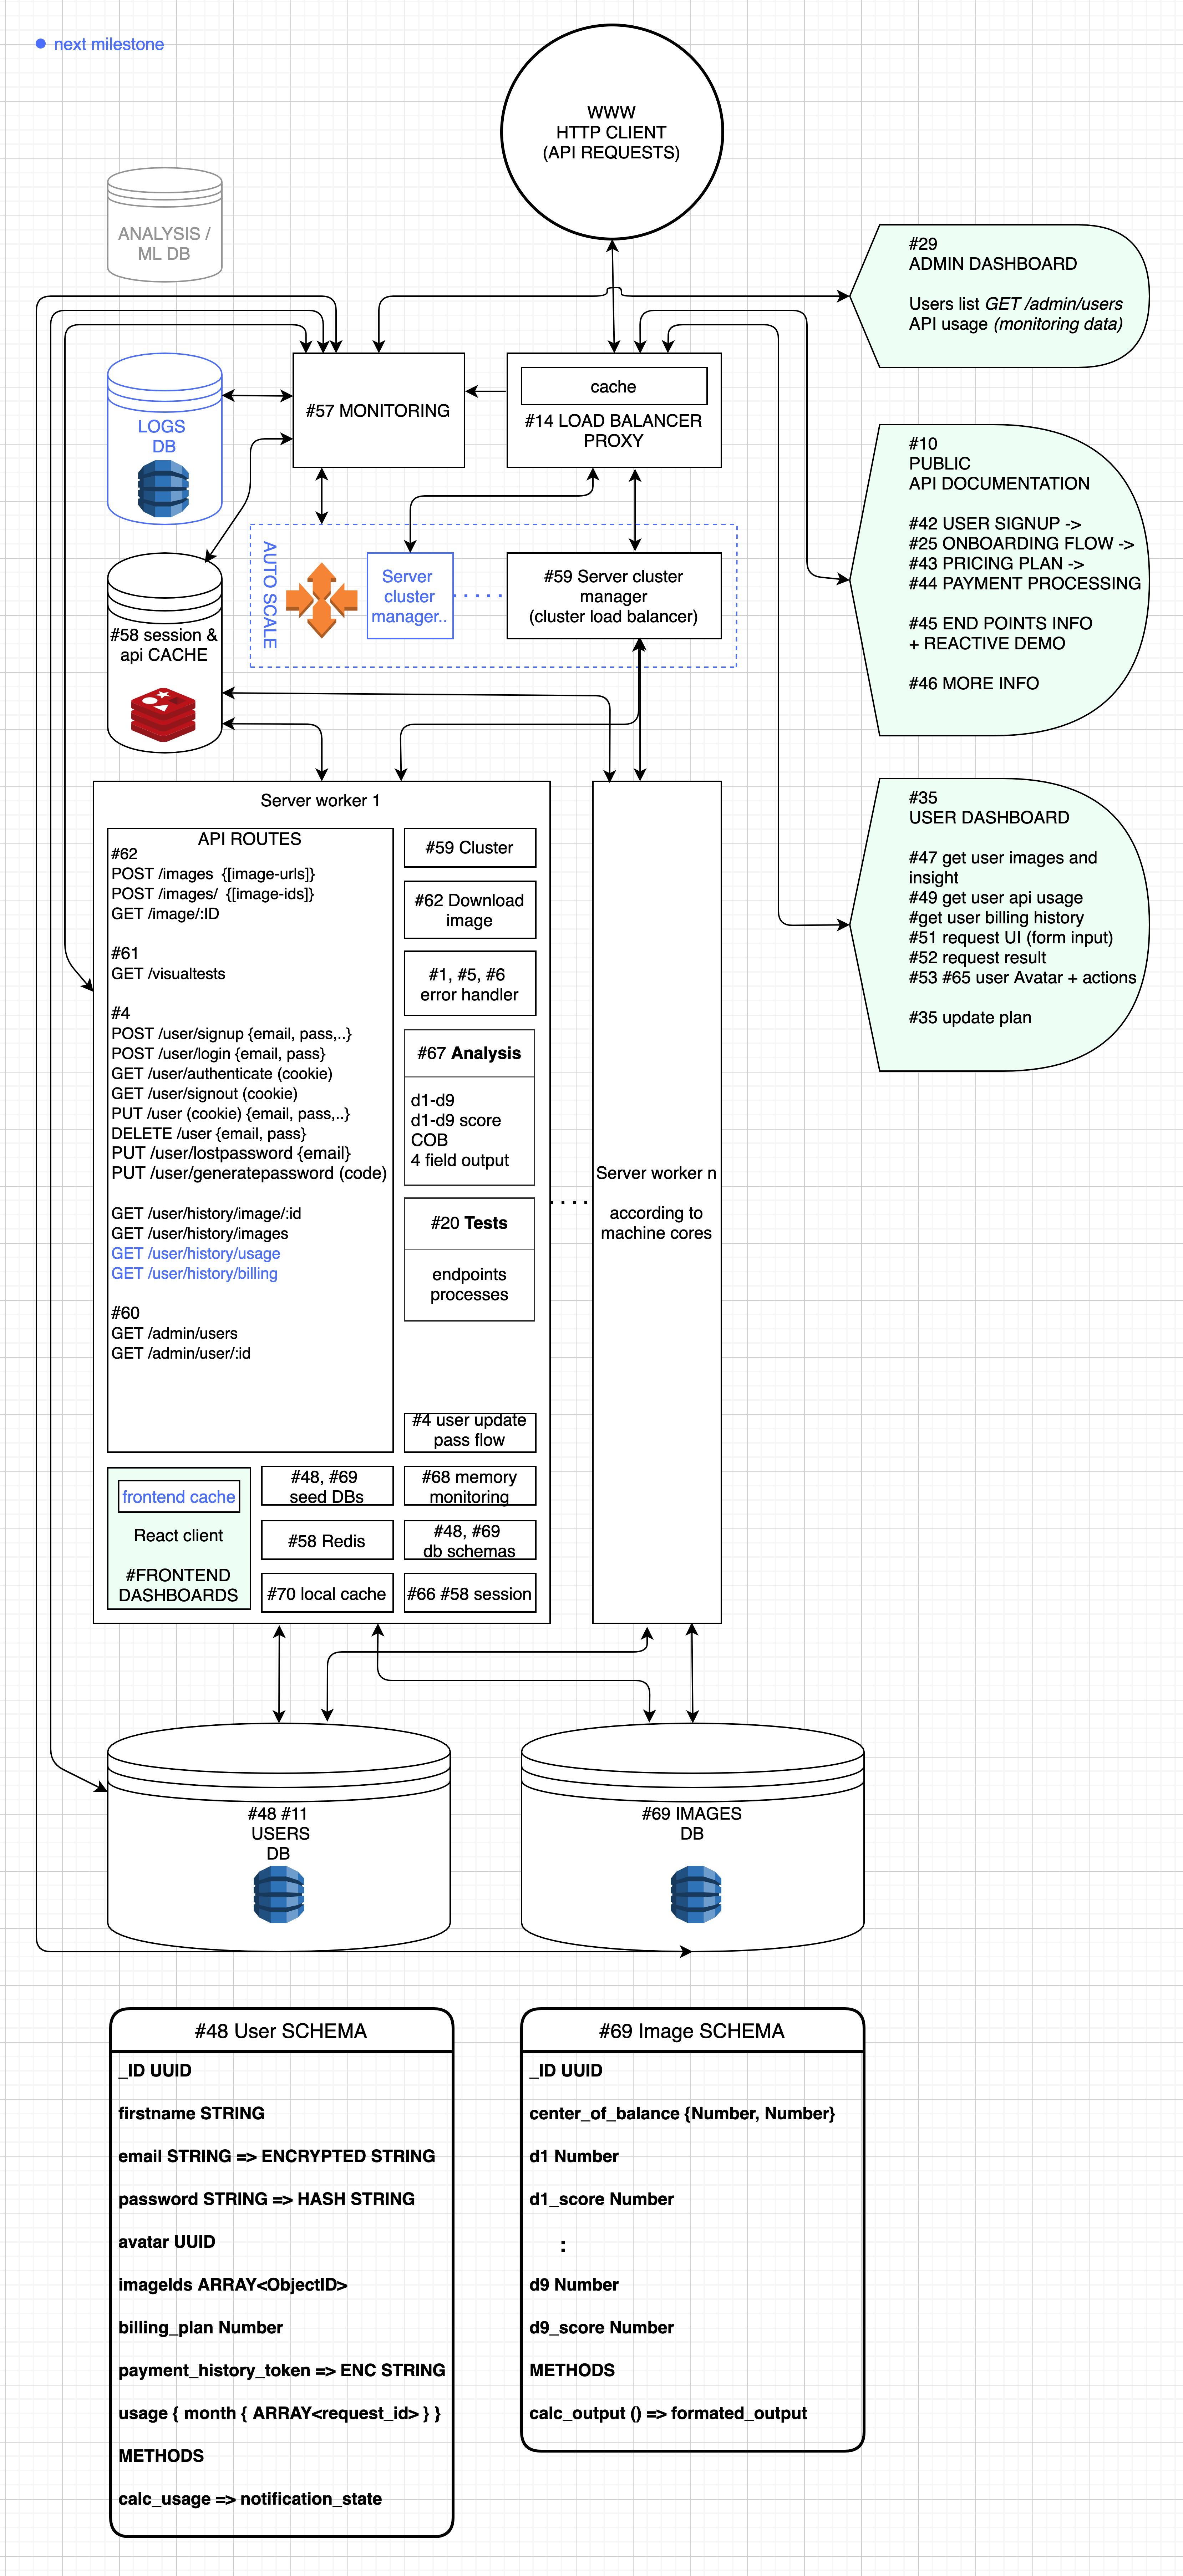 next milestone
WWW
HTTP CLIENT
(API REQUESTS)
ANALYSIS /
ML DB
#29
ADMIN DASHBOARD
Users list GET /admin/users
API usage (monitoring data)
LOGS
DB
#57 MONITORING
cache
#14 LOAD BALANCER
PROXY
#10
PUBLIC
API DOCUMENTATION
#42 USER SIGNUP ->
#25 ONBOARDING FLOW ->
#43 PRICING PLAN ->
#44 PAYMENT PROCESSING
#45 END POINTS INFO
+ REACTIVE DEMO
#46 MORE INFO
AUTO SCALE
Server
cluster
manager..
#59 Server cluster
manager
(cluster load balancer)
#58 session &
api CACHE
#35
USER DASHBOARD
#47 get user images and
insight
#49 get user api usage
#get user billing history
#51 request UI (form input)
#52 request result
#53 #65 user Avatar + actions
#35 update plan
Server worker 1
API ROUTES
#62
POST /images {[image-urls]}
POST /images/ {[image-ids]}
GET /image/:ID
#61
GET /visualtests
#4
POST /user/signup {email, pass,..}
POST /user/login {email, pass}
GET /user/authenticate (cookie)
GET /user/signout (cookie)
PUT /user (cookie) {email, pass,..}
DELETE /user {email, pass}
PUT /user/lostpassword {email}
PUT /user/generatepassword (code)
GET /user/history/image/:id
GET /user/history/images
GET /user/history/usage
GET /user/history/billing
#60
GET /admin/users
GET /admin/user/:id
#59 Cluster
#62 Download
image
#1, #5, #6
error handler
#67 Analysis
d1-d9
d1-d9 score
COB
4 field output
#20 Tests
endpoints
processes
#4 user update
pass flow
Server worker n
according to
machine cores
frontend cache
React client
#FRONTEND
DASHBOARDS
#48, #69
seed DBs
#68 memory
monitoring
#58 Redis
#48, #69
db schemas
#70 local cache
#66 #58 session
#48 #11
USERS
DB
#69 IMAGES
DB
#48 User SCHEMA
_ID UUID
firstname STRING
email STRING => ENCRYPTED STRING
password STRING => HASH STRING
avatar UUID
imageIds ARRAY<ObjectID>
billing_plan Number
payment_history_token => ENC STRING
usage { month { ARRAY<request_id> } }
METHODS
calc_usage => notification_state
#69 Image SCHEMA
_ID UUID
center_of_balance {Number, Number}
d1 Number
d1_score Number
:
d9 Number
d9_score Number
METHODS
calc_output () => formated_output